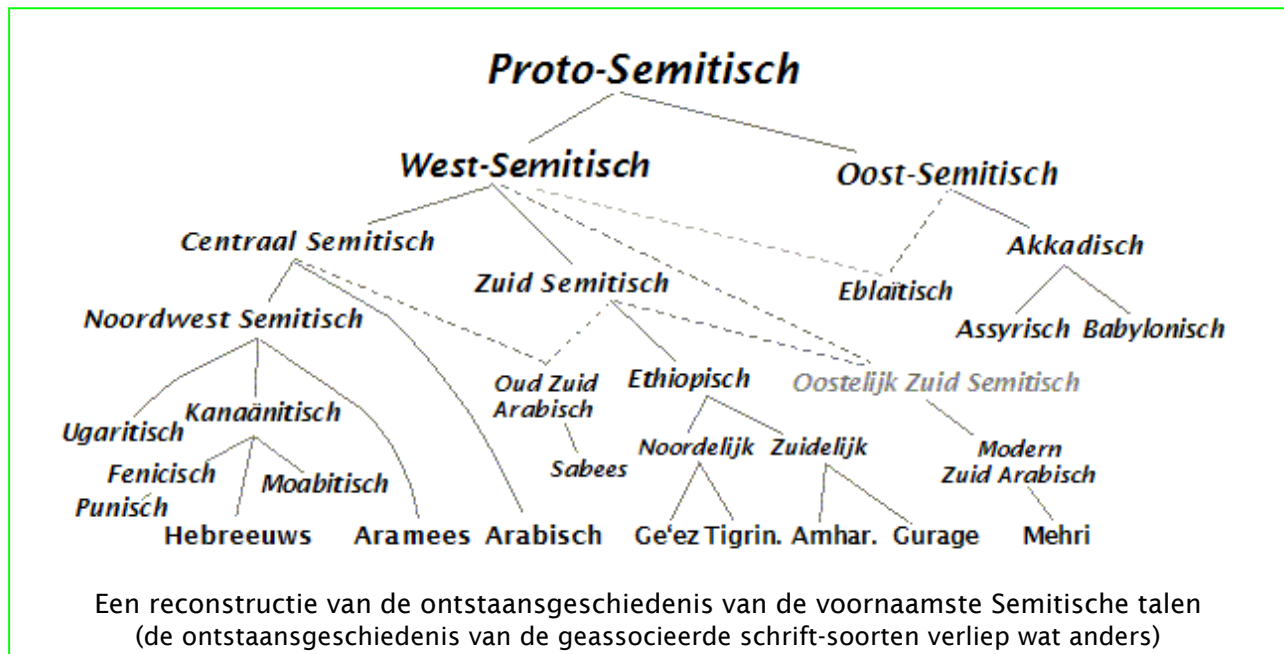 Proto-Semitisch
West-Semitisch
Oost-Semitisch
Centraal Semitisch
Akkadisch
Zuid Semitisch
Eblaïtisch
Noordwest Semitisch
Assyrisch Babylonisch
Oud Zuid
Arabisch
Ethiopisch
Oostelijk Zuid Semitisch
Ugaritisch
Kanaänitisch
Noordelijk
Zuidelijk
Modern
Zuid Arabisch
Sabees
Fenicisch
Moabitisch
Punisch
Hebreeuws
Aramees
Arabisch
Ge'ez
Tigrin.
Amhar.
Gurage
Mehri
Een reconstructie van de ontstaansgeschiedenis van de voornaamste Semitische talen
(de ontstaansgeschiedenis van de geassocieerde schrift-soorten verliep wat anders)